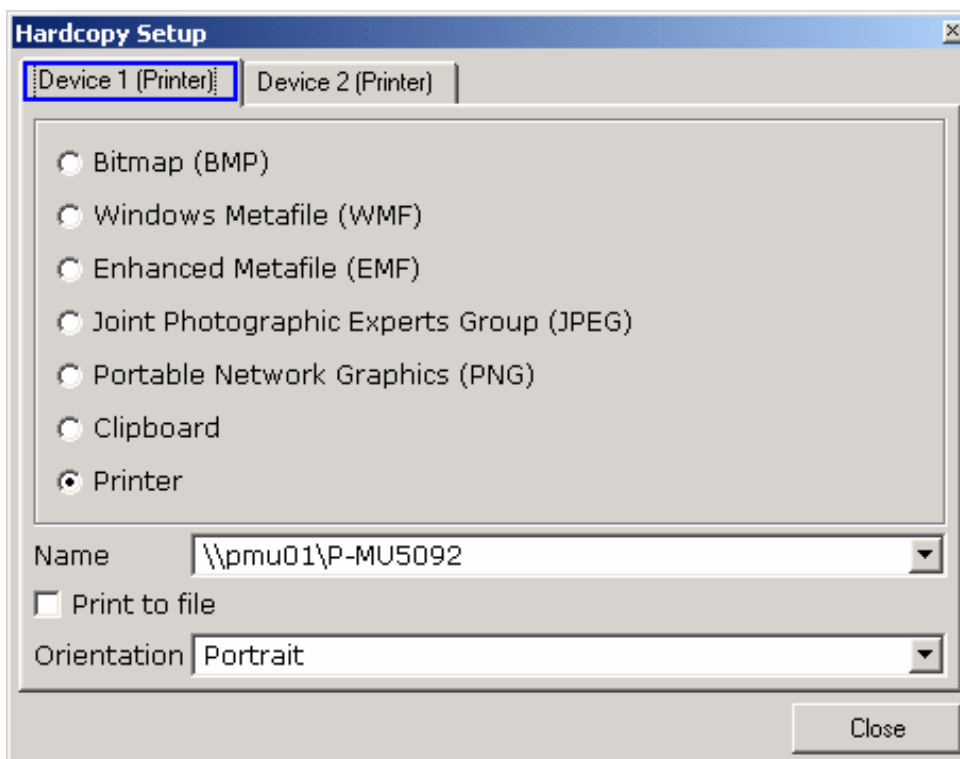 Hardcopy Setup
Device 1 (Printer) Device 2 (Printer)
Bitmap (BMP)
Windows Metafile (WMF)
Enhanced Metafile (EMF)
Joint Photographic Experts Group (JPEG)
Portable Network Graphics (PNG)
Clipboard
Printer
Name \\pmu01\P-MU5092
Print to file
Orientation Portrait
Close